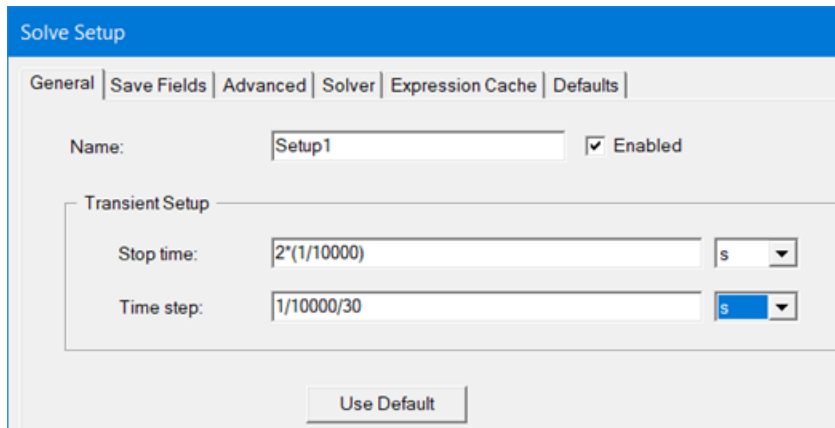 Solve Setup
General Save Fields Advanced Solver Expression Cache Defaults
Name: Setup1 Enabled
Transient Setup
Stop time: 2*(1/10000) s
Time step: 1/10000/30 s
Use Default